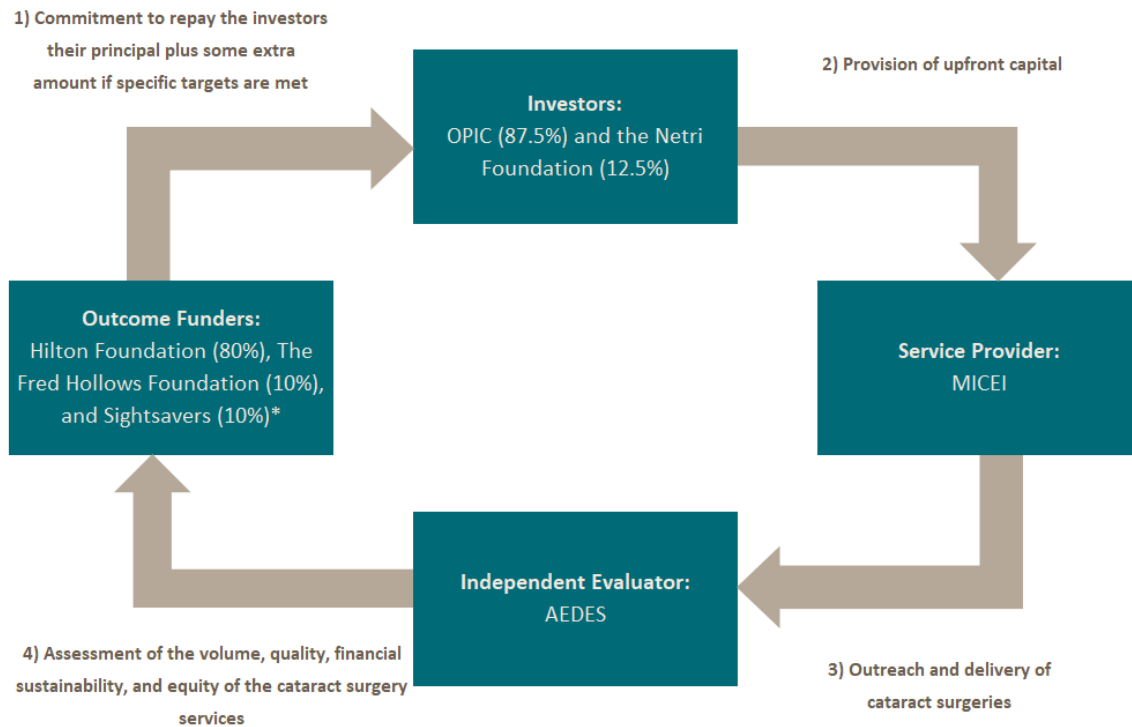 1) Commitment to repay the investors
their principal plus some extra
amount if specific targets are met
2) Provision of upfront capital
Investors:
OPIC (87.5%) and the Netri
Foundation (12.5%)
Outcome Funders:
Hilton Foundation (80%), The
Fred Hollows Foundation (10%),
and Sightsavers (10%)*
Service Provider:
MICEI
Independent Evaluator:
AEDES
4) Assessment of the volume, quality, financial
sustainability, and equity of the cataract surgery
services
3) Outreach and delivery of
cataract surgeries